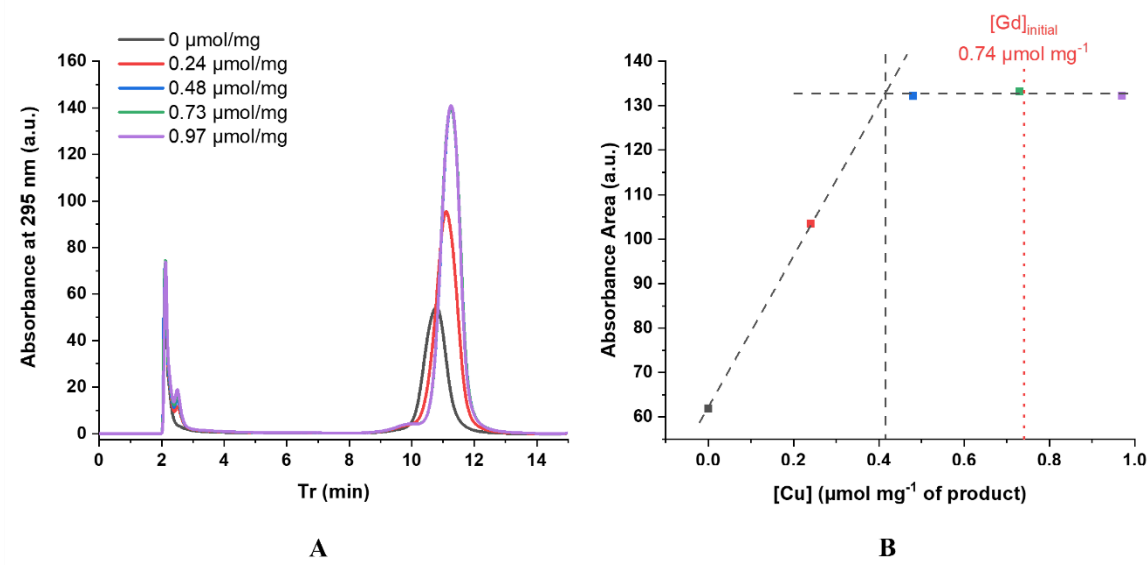 0 µmol/mg
0.24 µmol/mg
0.48 µmol/mg
0.73 µmol/mg
0.97 µmol/mg
160
140
120
100
80
60
40
20
0
0 2 4 6 8 10 12 14
Absorbance at 295 nm (a.u.)
Tr (min)
A
[Gd]initial
0.74 µmol mg-1
140
130
120
110
100
90
80
70
60
0.0 0.2 0.4 0.6 0.8 1.0
Absorbance Area (a.u.)
[Cu] (µmol mg-1 of product)
B